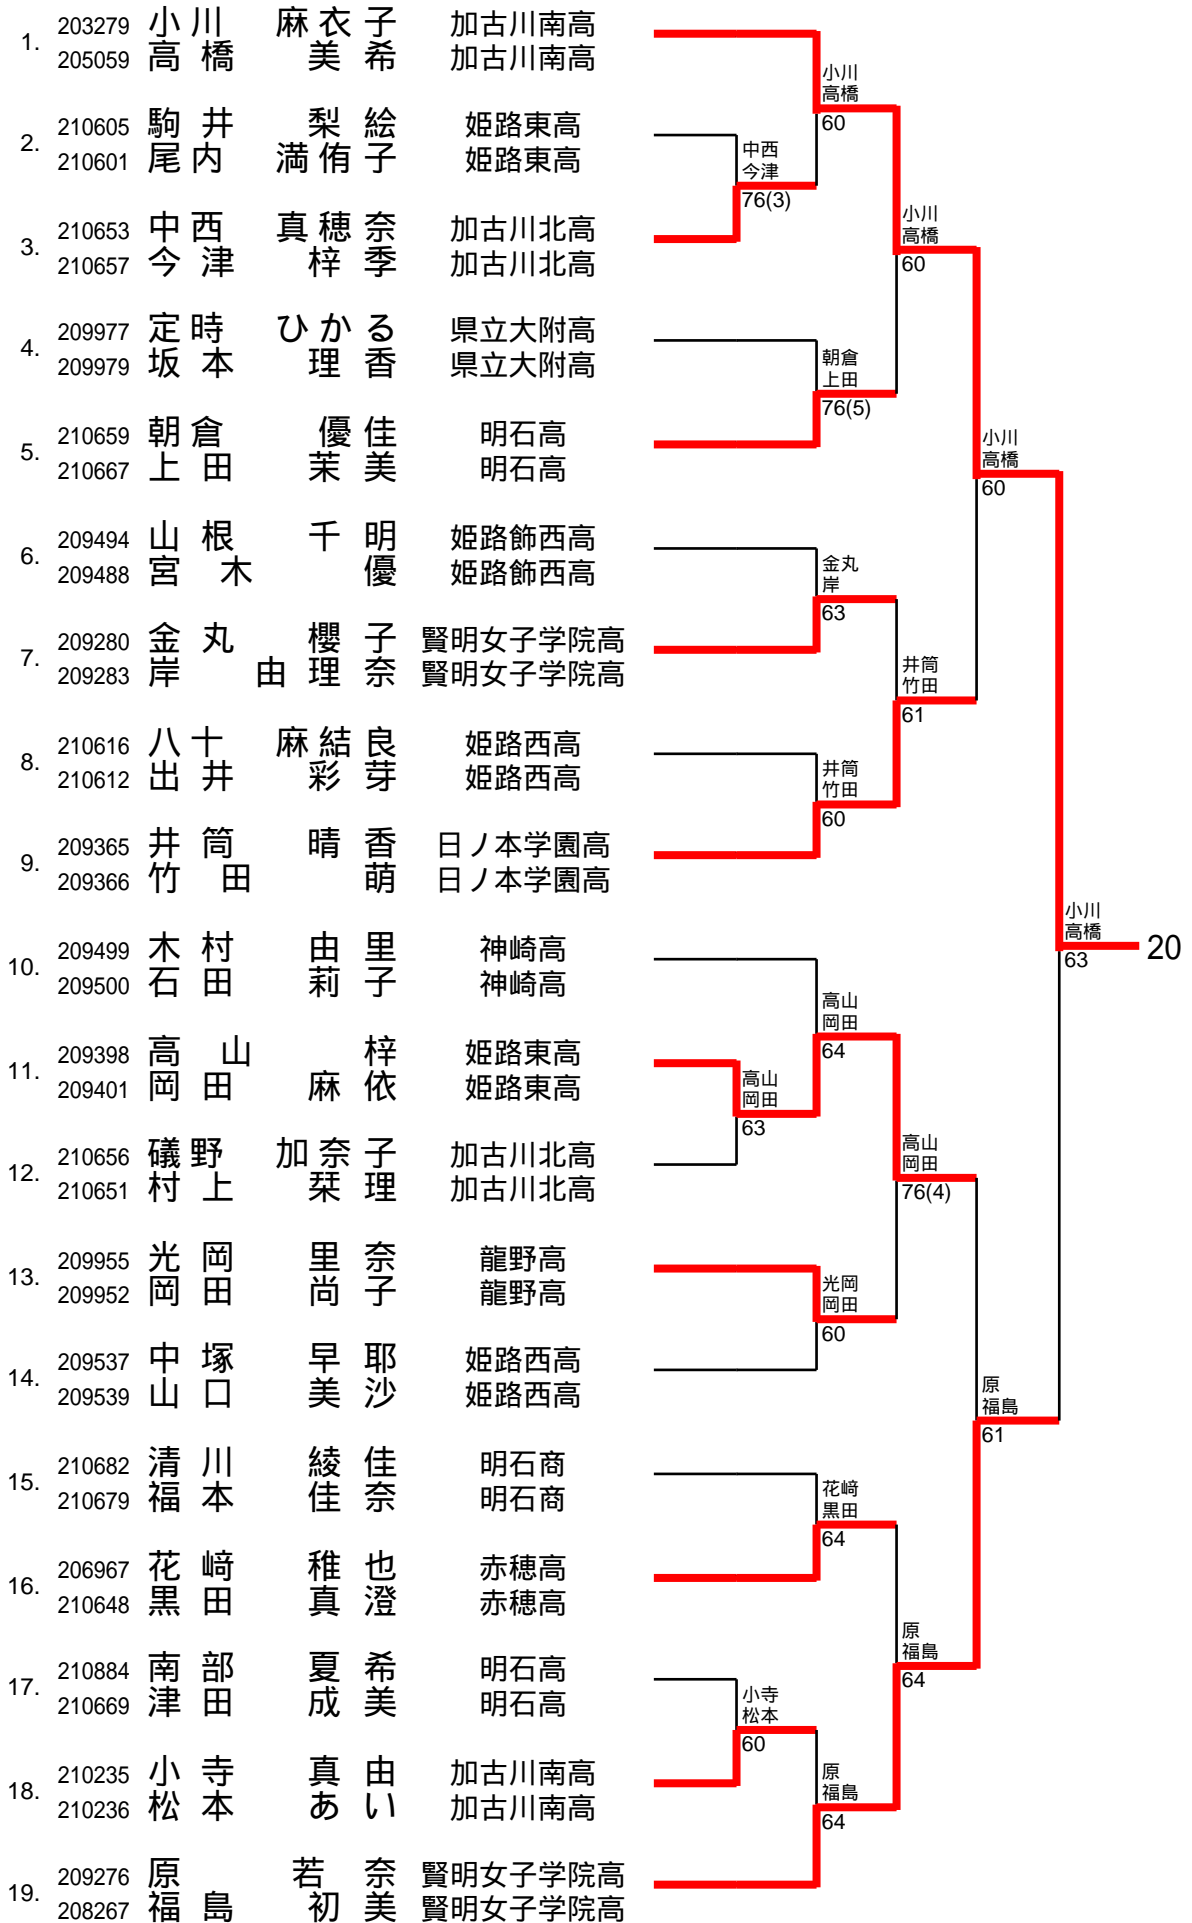 1. 203279 小川 麻衣子 加古川南高
205059 高橋 美希 加古川南高
2. 210605 駒井 梨絵 姫路東高
210601 尾内 満侑子 姫路東高
3. 210653 中西 真穂奈 加古川北高
210657 今津 梓季 加古川北高
4. 209977 定時 ひかる 県立大附高
209979 坂本 理香 県立大附高
5. 210659 朝倉 優佳 明石高
210667 上田 茉美 明石高
6. 209494 山根 千明 姫路飾西高
209488 宮木 優 姫路飾西高
7. 209280 金丸 櫻子 賢明女子学院高
209283 岸 由理奈 賢明女子学院高
8. 210616 八十 麻結良 姫路西高
210612 出井 彩芽 姫路西高
9. 209365 井筒 晴香 日ノ本学園高
209366 竹田 萌 日ノ本学園高
10. 209499 木村 由里 神崎高
209500 石田 莉子 神崎高
11. 209398 高山 梓 姫路東高
209401 岡田 麻依 姫路東高
12. 210656 礒野 加奈子 加古川北高
210651 村上 栞理 加古川北高
13. 209955 光岡 里奈 龍野高
209952 岡田 尚子 龍野高
14. 209537 中塚 早耶 姫路西高
209539 山口 美沙 姫路西高
15. 210682 清川 綾佳 明石商
210679 福本 佳奈 明石商
16. 206967 花﨑 稚也 赤穂高
210648 黒田 真澄 赤穂高
17. 210884 南部 夏希 明石高
210669 津田 成美 明石高
18. 210235 小寺 真由 加古川南高
210236 松本 あい 加古川南高
19. 209276 原 若奈 賢明女子学院高
208267 福島 初美 賢明女子学院高
中西
今津
76(3)
高山
岡田
63
小寺
松本
60
小川
高橋
60
朝倉
上田
76(5)
金丸
岸
63
井筒
竹田
60
高山
岡田
64
光岡
岡田
60
花﨑
黒田
64
原
福島
64
小川
高橋
60
井筒
竹田
61
高山
岡田
76(4)
原
福島
64
小川
高橋
60
原
福島
61
小川
高橋
63
20